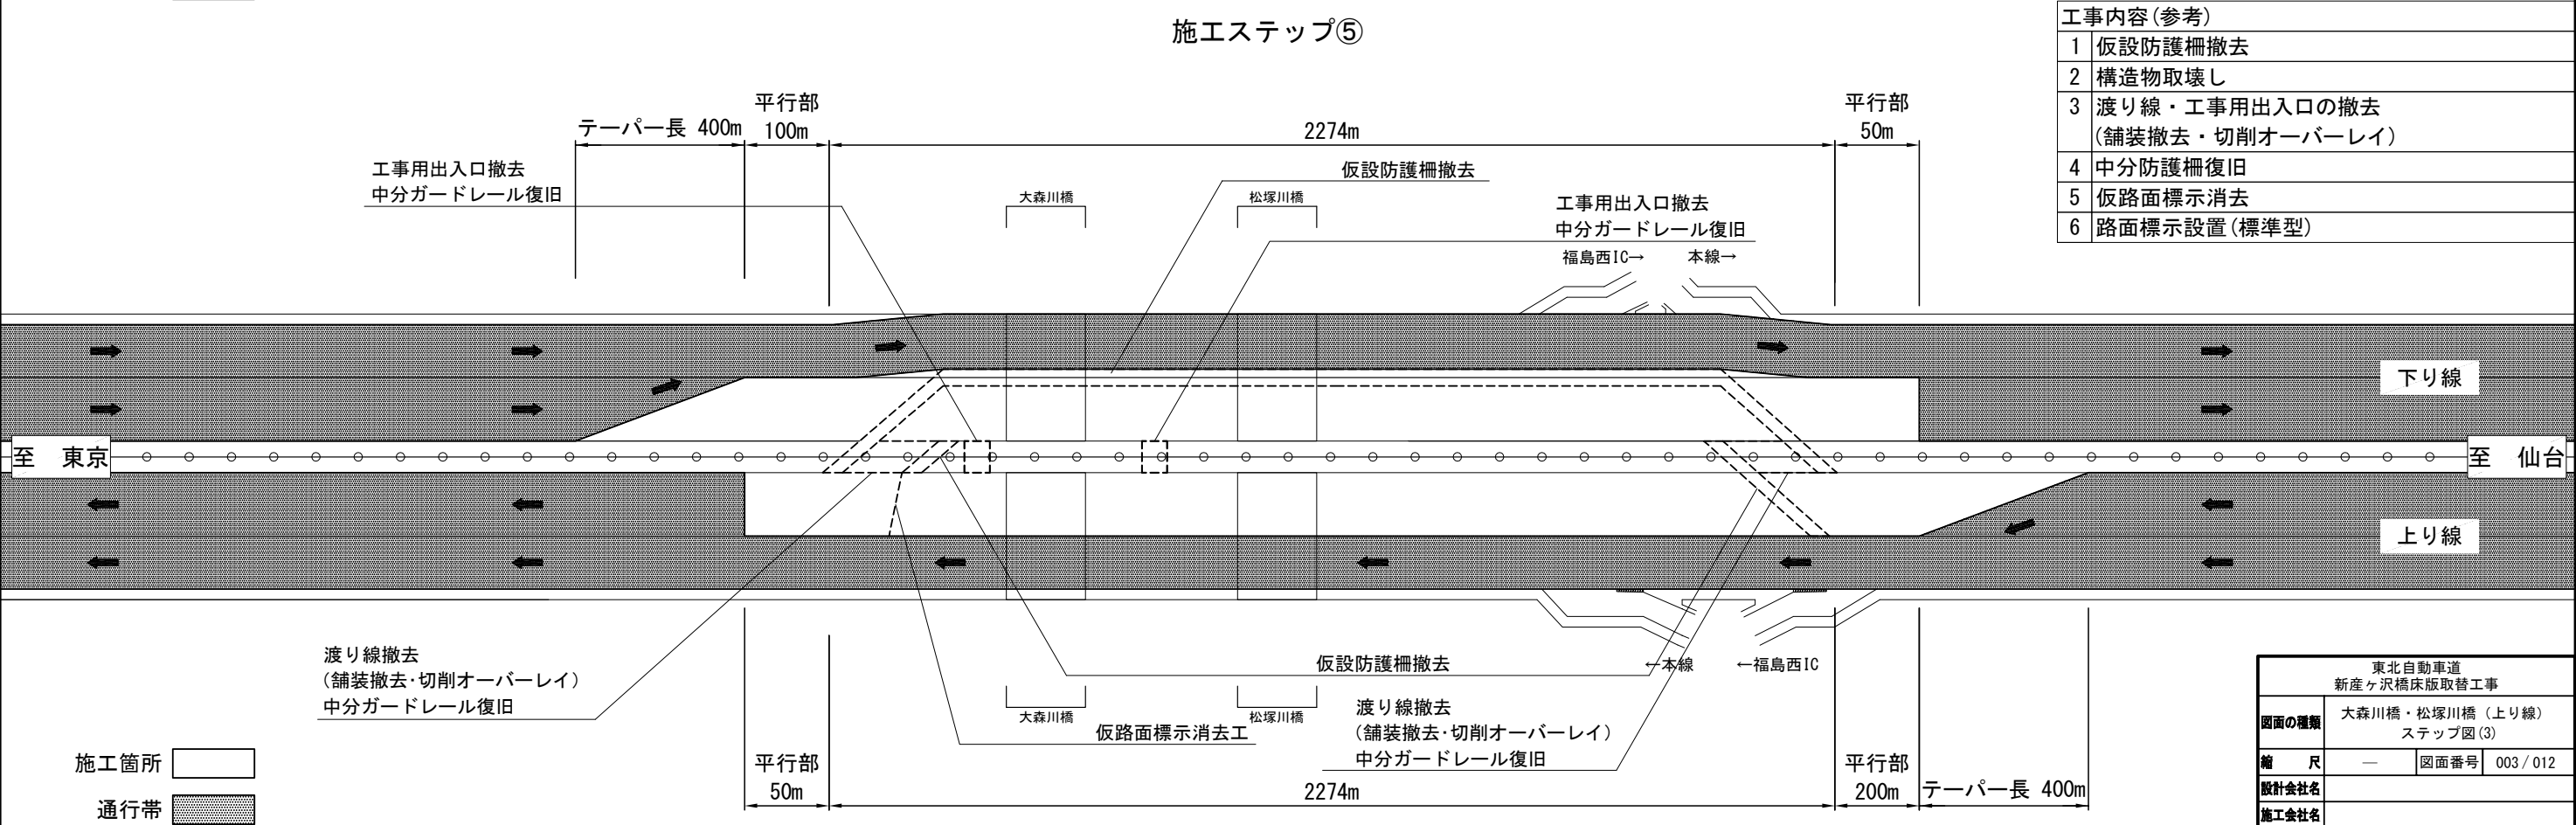 施工ステップ⑤
工事内容(参考)
1 仮設防護柵撤去
2 構造物取壊し
3 渡り線・工事用出入口の撤去
(舗装撤去・切削オーバーレイ)
4 中分防護柵復旧
5 仮路面標示消去
6 路面標示設置(標準型)
テーパー長 400m
平行部
100m
2274m
平行部
50m
工事用出入口撤去
中分ガードレール復旧
大森川橋
松塚川橋
仮設防護柵撤去
工事用出入口撤去
中分ガードレール復旧
福島西IC→
本線→
下り線
至 東京
至 仙台
上り線
渡り線撤去
(舗装撤去・切削オーバーレイ)
中分ガードレール復旧
大森川橋
松塚川橋
仮設防護柵撤去
←本線
←福島西IC
仮路面標示消去工
渡り線撤去
(舗装撤去・切削オーバーレイ)
中分ガードレール復旧
平行部
50m
2274m
平行部
200m
テーパー長 400m
施工箇所
通行帯
東北自動車道
新産ヶ沢橋床版取替工事
図面の種類
大森川橋・松塚川橋(上り線)
ステップ図(3)
縮 尺 ―
図面番号 003/012
設計会社名
施工会社名